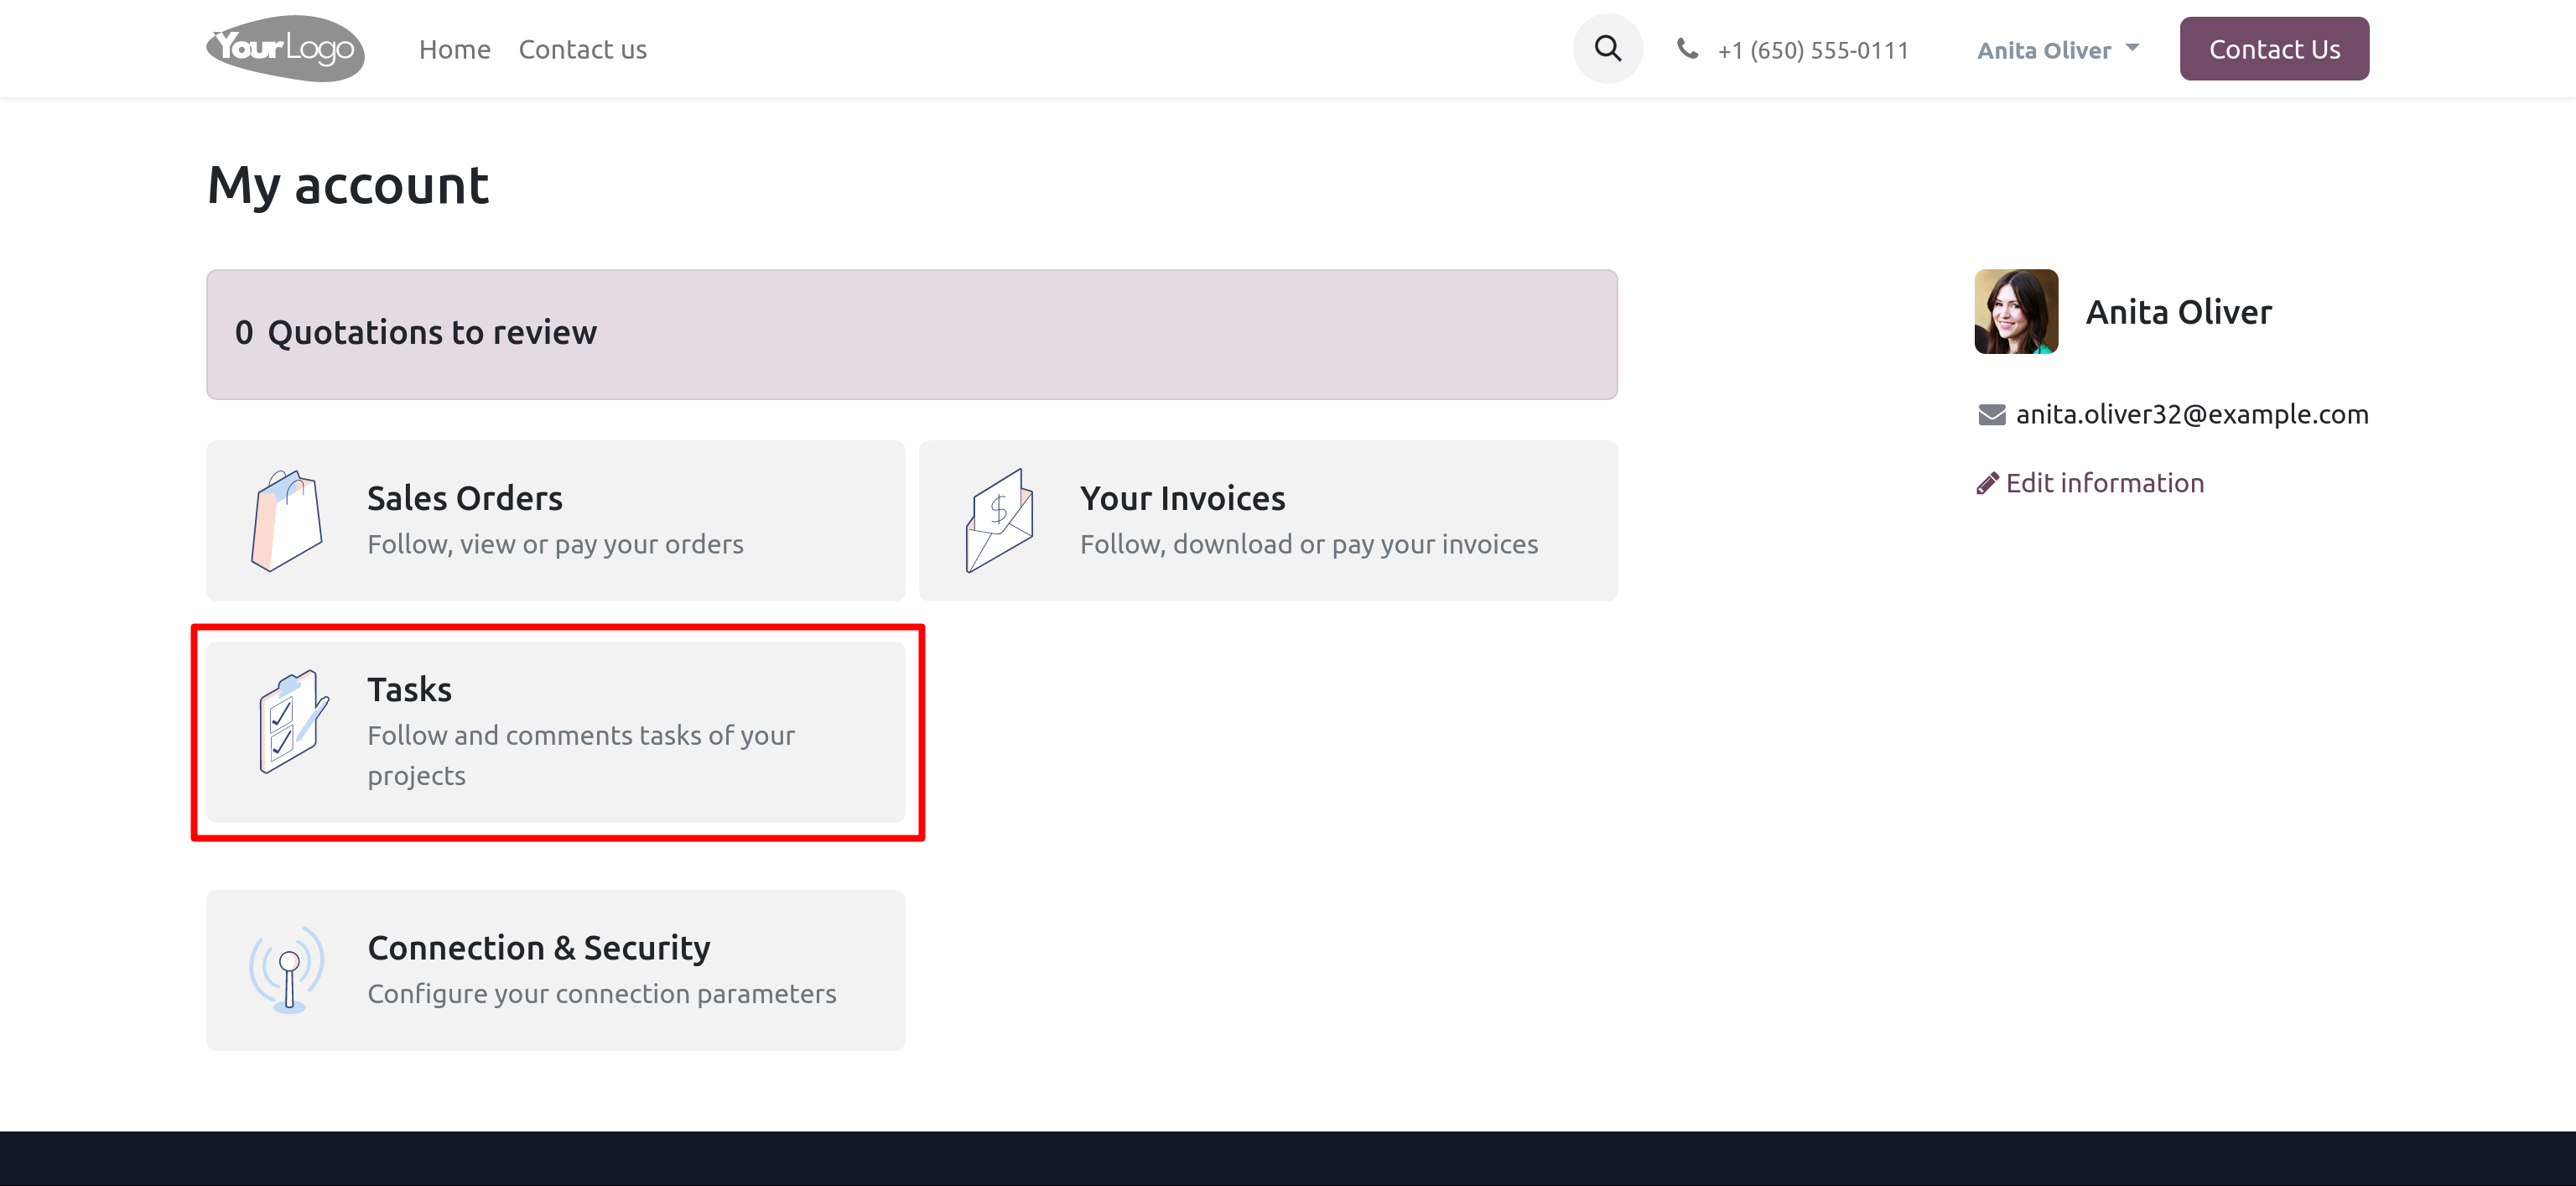 YourLogo
Home
Contact us
+1 (650) 555-0111
Anita Oliver
Contact Us
My account
0 Quotations to review
Anita Oliver
anita.oliver32@example.com
Edit information
Sales Orders
Follow, view or pay your orders
$
Your Invoices
Follow, download or pay your invoices
Tasks
Follow and comments tasks of your
projects
Connection & Security
Configure your connection parameters